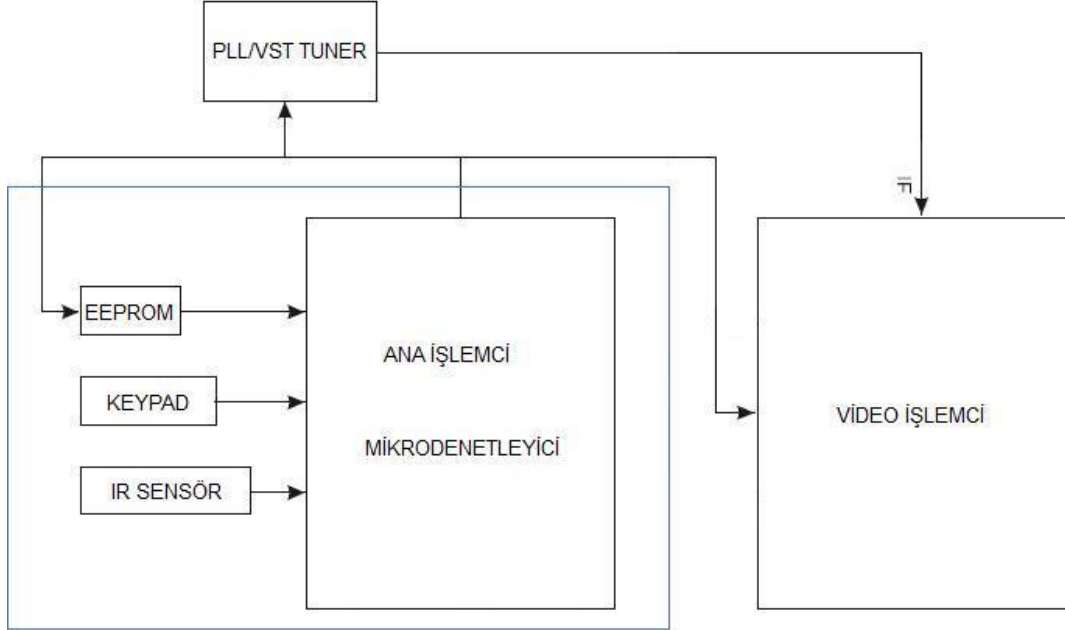 PLL/VST TUNER
IF
EEPROM
ANA İŞLEMCİ
KEYPAD
MİKRODENETLEYİCİ
VİDEO İŞLEMCİ
IR SENSÖR